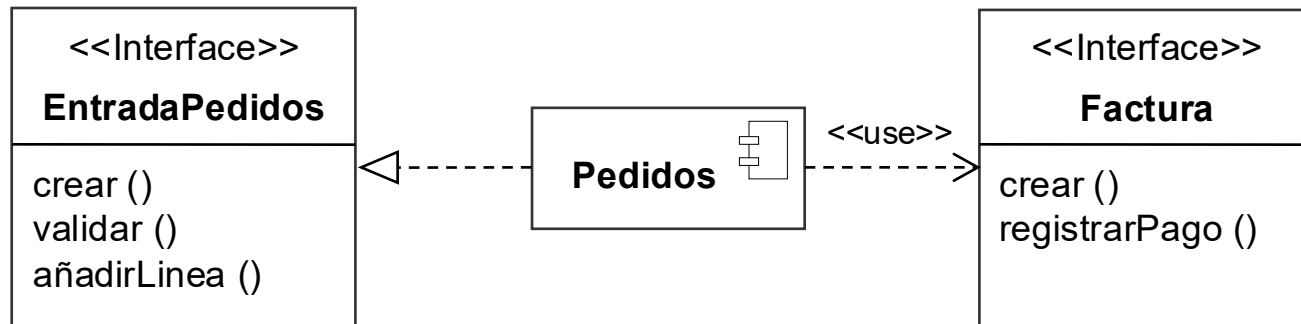 <<Interface>>
EntradaPedidos
crear ()
validar ()
añadirLinea ()
Pedidos
<<use>>
<<Interface>>
Factura
crear ()
registrarPago ()